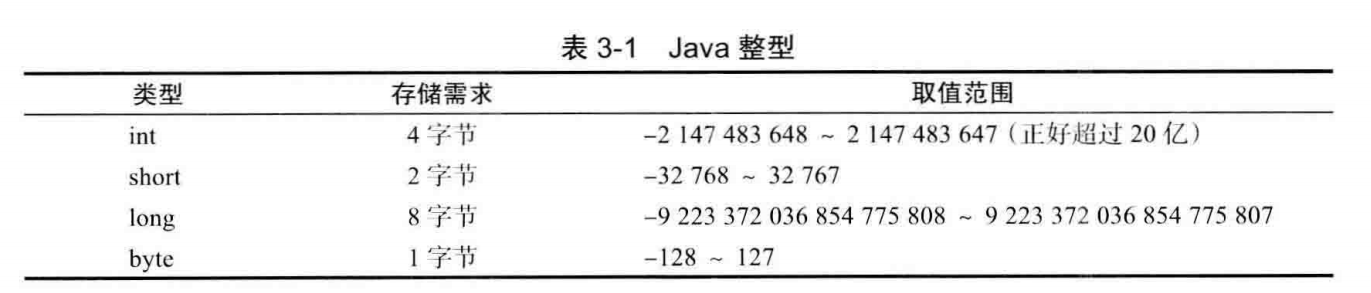 表 3-1 Java 整型
类型 存储需求 取值范围
int 4 字节 –2 147 483 648 ~ 2 147 483 647（正好超过 20 亿）
short 2 字节 –32 768 ~ 32 767
long 8 字节 –9 223 372 036 854 775 808 ~ 9 223 372 036 854 775 807
byte 1 字节 –128 ~ 127